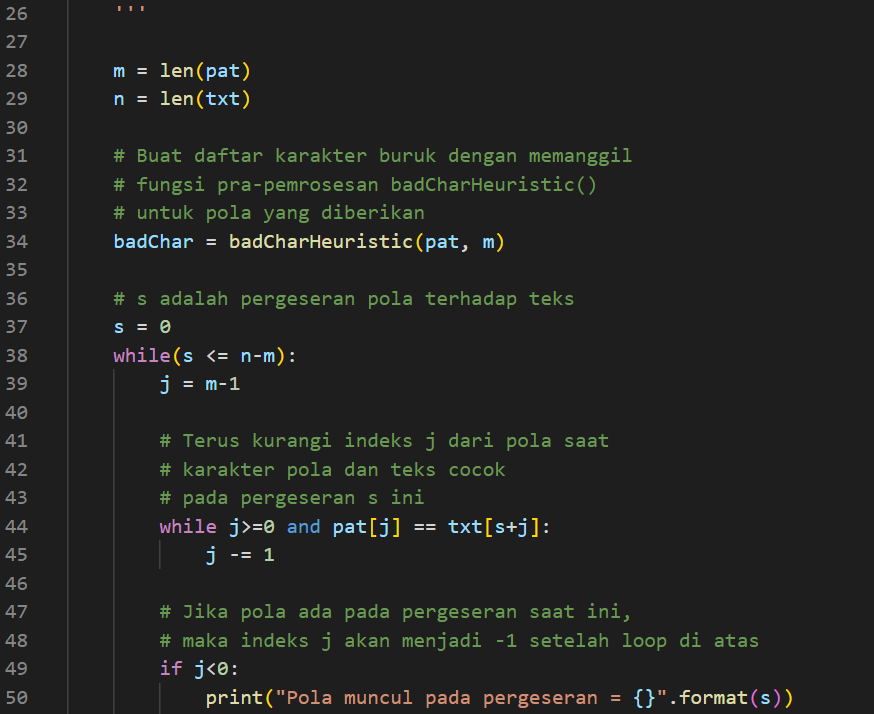 26         '''
27
28         m = len(pat)
29         n = len(txt)
30
31         # Buat daftar karakter buruk dengan memanggil
32         # fungsi pra-pemrosesan badCharHeuristic()
33         # untuk pola yang diberikan
34         badChar = badCharHeuristic(pat, m)
35
36         # s adalah pergeseran pola terhadap teks
37         s = 0
38         while(s <= n-m):
39             j = m-1
40
41             # Terus kurangi indeks j dari pola saat
42             # karakter pola dan teks cocok
43             # pada pergeseran s ini
44             while j>=0 and pat[j] == txt[s+j]:
45                 j -= 1
46
47             # Jika pola ada pada pergeseran saat ini,
48             # maka indeks j akan menjadi -1 setelah loop di atas
49             if j<0:
50                 print("Pola muncul pada pergeseran = {}".format(s))